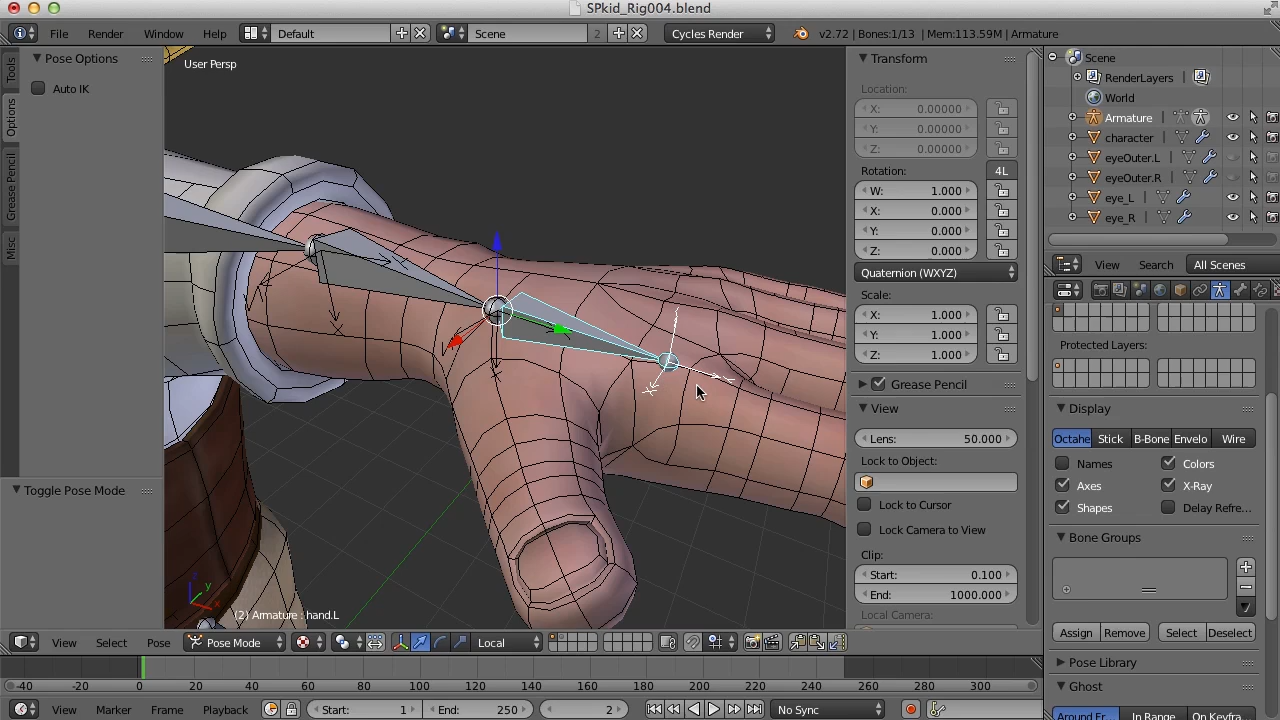 SPkid_Rig004.blend
File Render Window Help Default Scene 2 Cycles Render v2.72 | Bones:1/13 | Mem:113.59M | Armature
Tools
Options
Grease Pencil
Misc
Pose Options
Auto IK
Toggle Pose Mode
User Persp
(2) Armature : hand.L
Transform
Location:
X: 0.00000
Y: 0.00000
Z: 0.00000
Rotation: 4L
W: 1.000
X: 0.000
Y: 0.000
Z: 0.000
Quaternion (WXYZ)
Scale:
X: 1.000
Y: 1.000
Z: 1.000
Grease Pencil
View
Lens: 50.000
Lock to Object:
Lock to Cursor
Lock Camera to View
Clip:
Start: 0.100
End: 1000.000
Local Camera:
Scene
RenderLayers
World
Armature
character
eyeOuter.L
eyeOuter.R
eye_L
eye_R
View Search All Scenes
Protected Layers:
Display
Octahe Stick B-Bone Envelo Wire
Names Colors
Axes X-Ray
Shapes Delay Refre...
Bone Groups
Assign Remove Select Deselect
Pose Library
Ghost
Around Fr... In Range On Keyfra...
View Select Pose Pose Mode Local
-40 -20 0 20 40 60 80 100 120 140 160 180 200 220 240 260 280 300
View Marker Frame Playback Start: 1 End: 250 2 No Sync